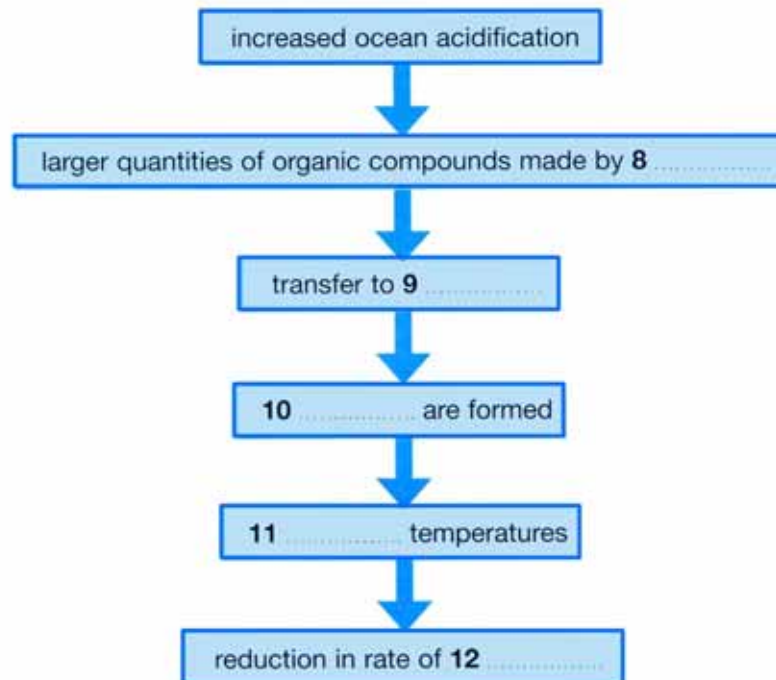 increased ocean acidification
larger quantities of organic compounds made by 8 ....................
transfer to 9 ....................
10 .................... are formed
11 .................... temperatures
reduction in rate of 12 ....................